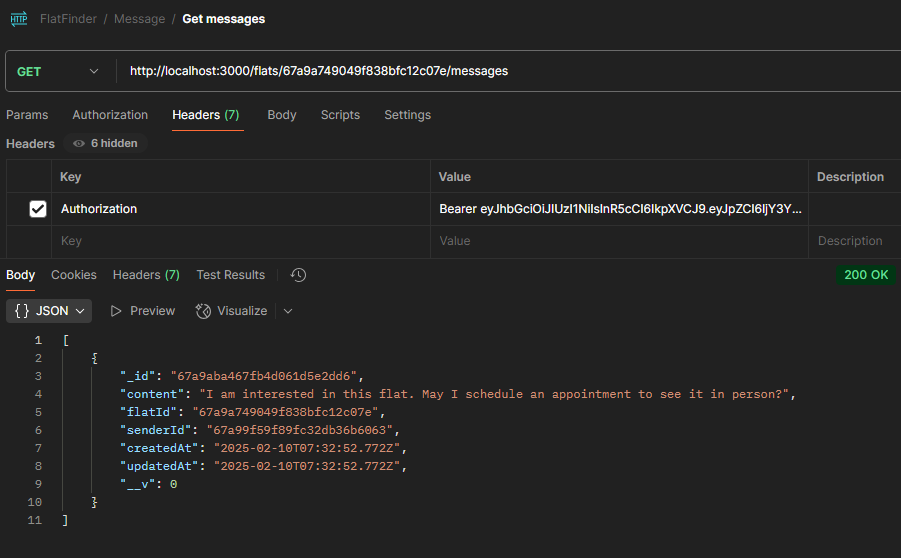 HTTP FlatFinder / Message / Get messages
GET http://localhost:3000/flats/67a9a749049f838bfc12c07e/messages
Params Authorization Headers (7) Body Scripts Settings
Headers 6 hidden
Key Value Description
Authorization Bearer eyJhbGciOiJIUzI1NiIsInR5cCI6IkpXVCJ9.eyJpZCI6IjY3Y...
Key Value Description
Body Cookies Headers (7) Test Results 200 OK
{} JSON Preview Visualize
1 [
2 {
3 "_id": "67a9aba467fb4d061d5e2dd6",
4 "content": "I am interested in this flat. May I schedule an appointment to see it in person?",
5 "flatId": "67a9a749049f838bfc12c07e",
6 "senderId": "67a99f59f89fc32db36b6063",
7 "createdAt": "2025-02-10T07:32:52.772Z",
8 "updatedAt": "2025-02-10T07:32:52.772Z",
9 "__v": 0
10 }
11 ]